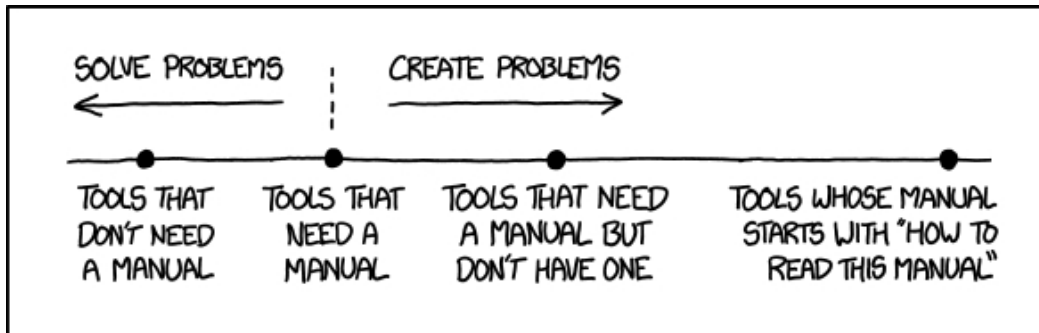 SOLVE PROBLEMS
CREATE PROBLEMS
TOOLS THAT
DON'T NEED
A MANUAL
TOOLS THAT
NEED A
MANUAL
TOOLS THAT NEED
A MANUAL BUT
DON'T HAVE ONE
TOOLS WHOSE MANUAL
STARTS WITH "HOW TO
READ THIS MANUAL"